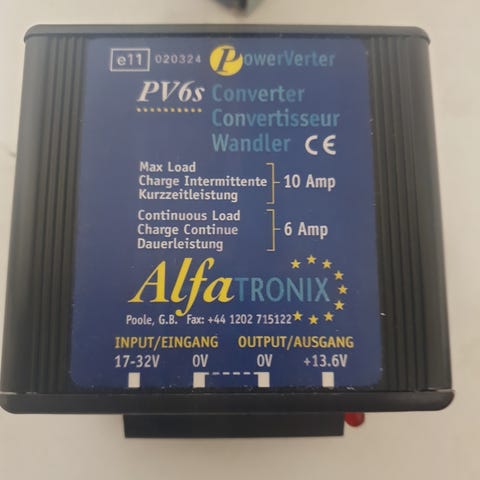 e11 020324 PowerVerter
PV6s Converter
Convertisseur
Wandler CE
Max Load
Charge Intermittente 10 Amp
Kurzzeitleistung
Continuous Load
Charge Continue 6 Amp
Dauerleistung
AlfaTRONIX
Poole, G.B. Fax: +44 1202 715122
INPUT/EINGANG OUTPUT/AUSGANG
17-32V 0V 0V +13.6V